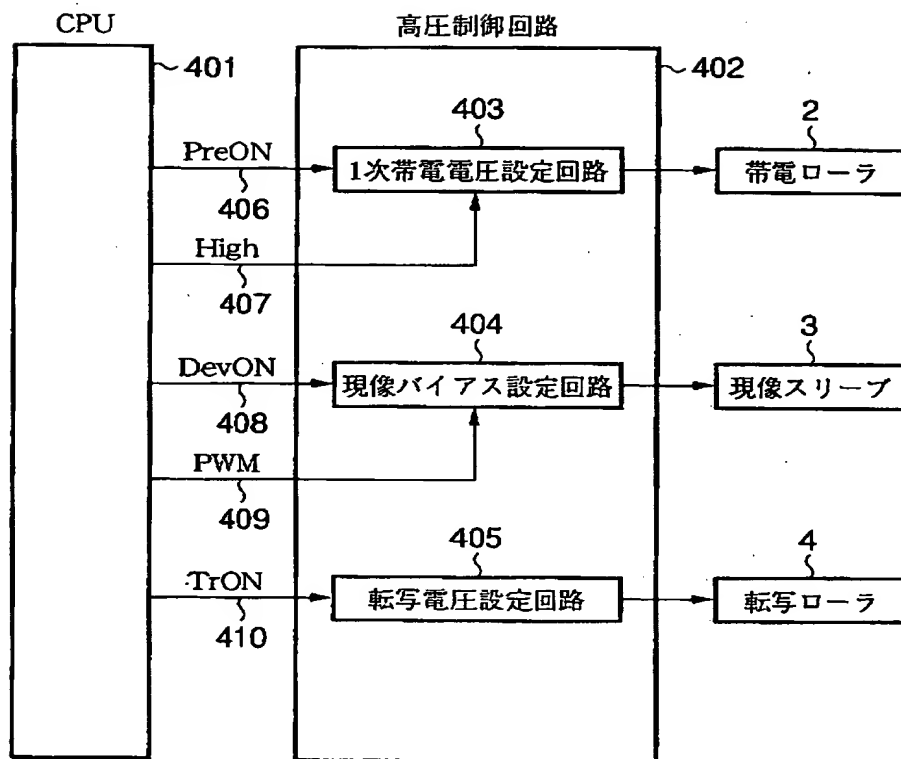 CPU
高圧制御回路
401
402
403
2
PreON
1次帯電電圧設定回路
帯電ローラ
406
High
407
404
3
DevON
現像バイアス設定回路
現像スリーブ
408
PWM
409
405
4
TrON
転写電圧設定回路
転写ローラ
410